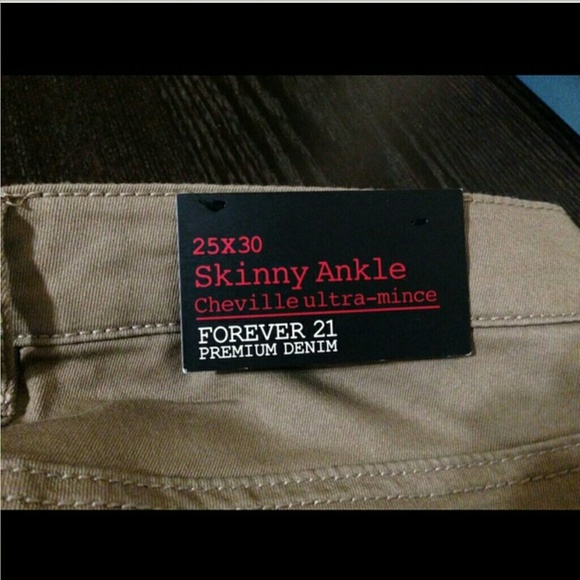 25X30
Skinny Ankle
Cheville ultra-mince
FOREVER 21
PREMIUM DENIM